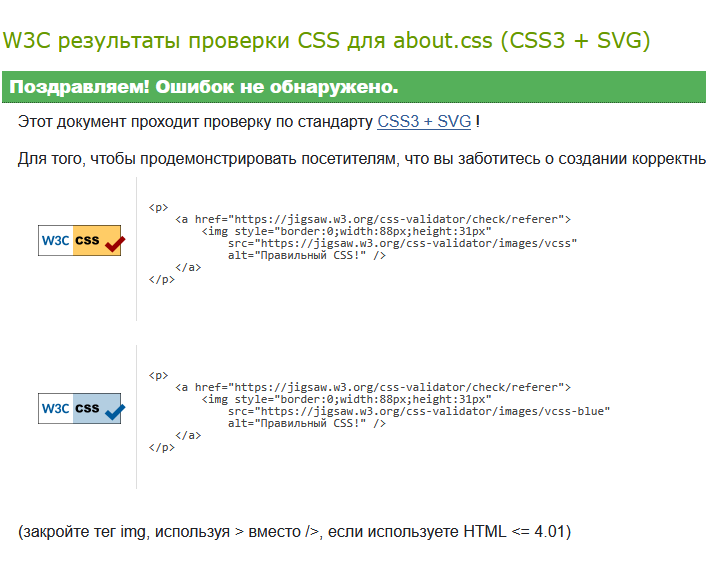 W3C результаты проверки CSS для about.css (CSS3 + SVG)
Поздравляем! Ошибок не обнаружено.
Этот документ проходит проверку по стандарту CSS3 + SVG !
Для того, чтобы продемонстрировать посетителям, что вы заботитесь о создании корректнь
W3C css
<p>
<a href="https://jigsaw.w3.org/css-validator/check/referer">
<img style="border:0;width:88px;height:31px"
src="https://jigsaw.w3.org/css-validator/images/vcss"
alt="Правильный CSS!" />
</a>
</p>
W3C css
<p>
<a href="https://jigsaw.w3.org/css-validator/check/referer">
<img style="border:0;width:88px;height:31px"
src="https://jigsaw.w3.org/css-validator/images/vcss-blue"
alt="Правильный CSS!" />
</a>
</p>
(закройте тег img, используя > вместо />, если используете HTML <= 4.01)